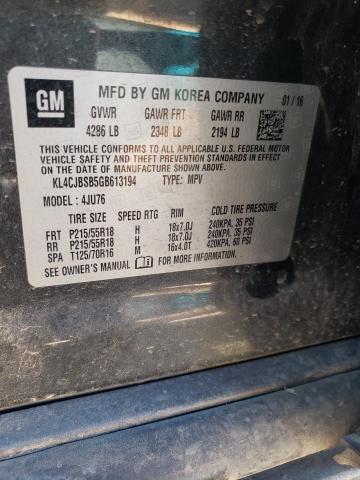 GM
MFD BY GM KOREA COMPANY 01/16
GVWR GAWR FRT GAWR RR
4286 LB 2348 LB 2194 LB
THIS VEHICLE CONFORMS TO ALL APPLICABLE U.S. FEDERAL MOTOR
VEHICLE SAFETY, BUMPER, AND THEFT PREVENTION STANDARDS IN EFFECT
ON THE DATE OF MANUFACTURE SHOWN ABOVE.
KL4CJBSB5GB613194 TYPE: MPV
MODEL : 4JU76
TIRE SIZE SPEED RTG RIM COLD TIRE PRESSURE
FRT P215/55R18 H 18x7.0J 240KPA, 35 PSI
RR P215/55R18 H 18x7.0J 240KPA, 35 PSI
SPA T125/70R16 M 16x4.0T 420KPA, 60 PSI
SEE OWNER'S MANUAL FOR MORE INFORMATION